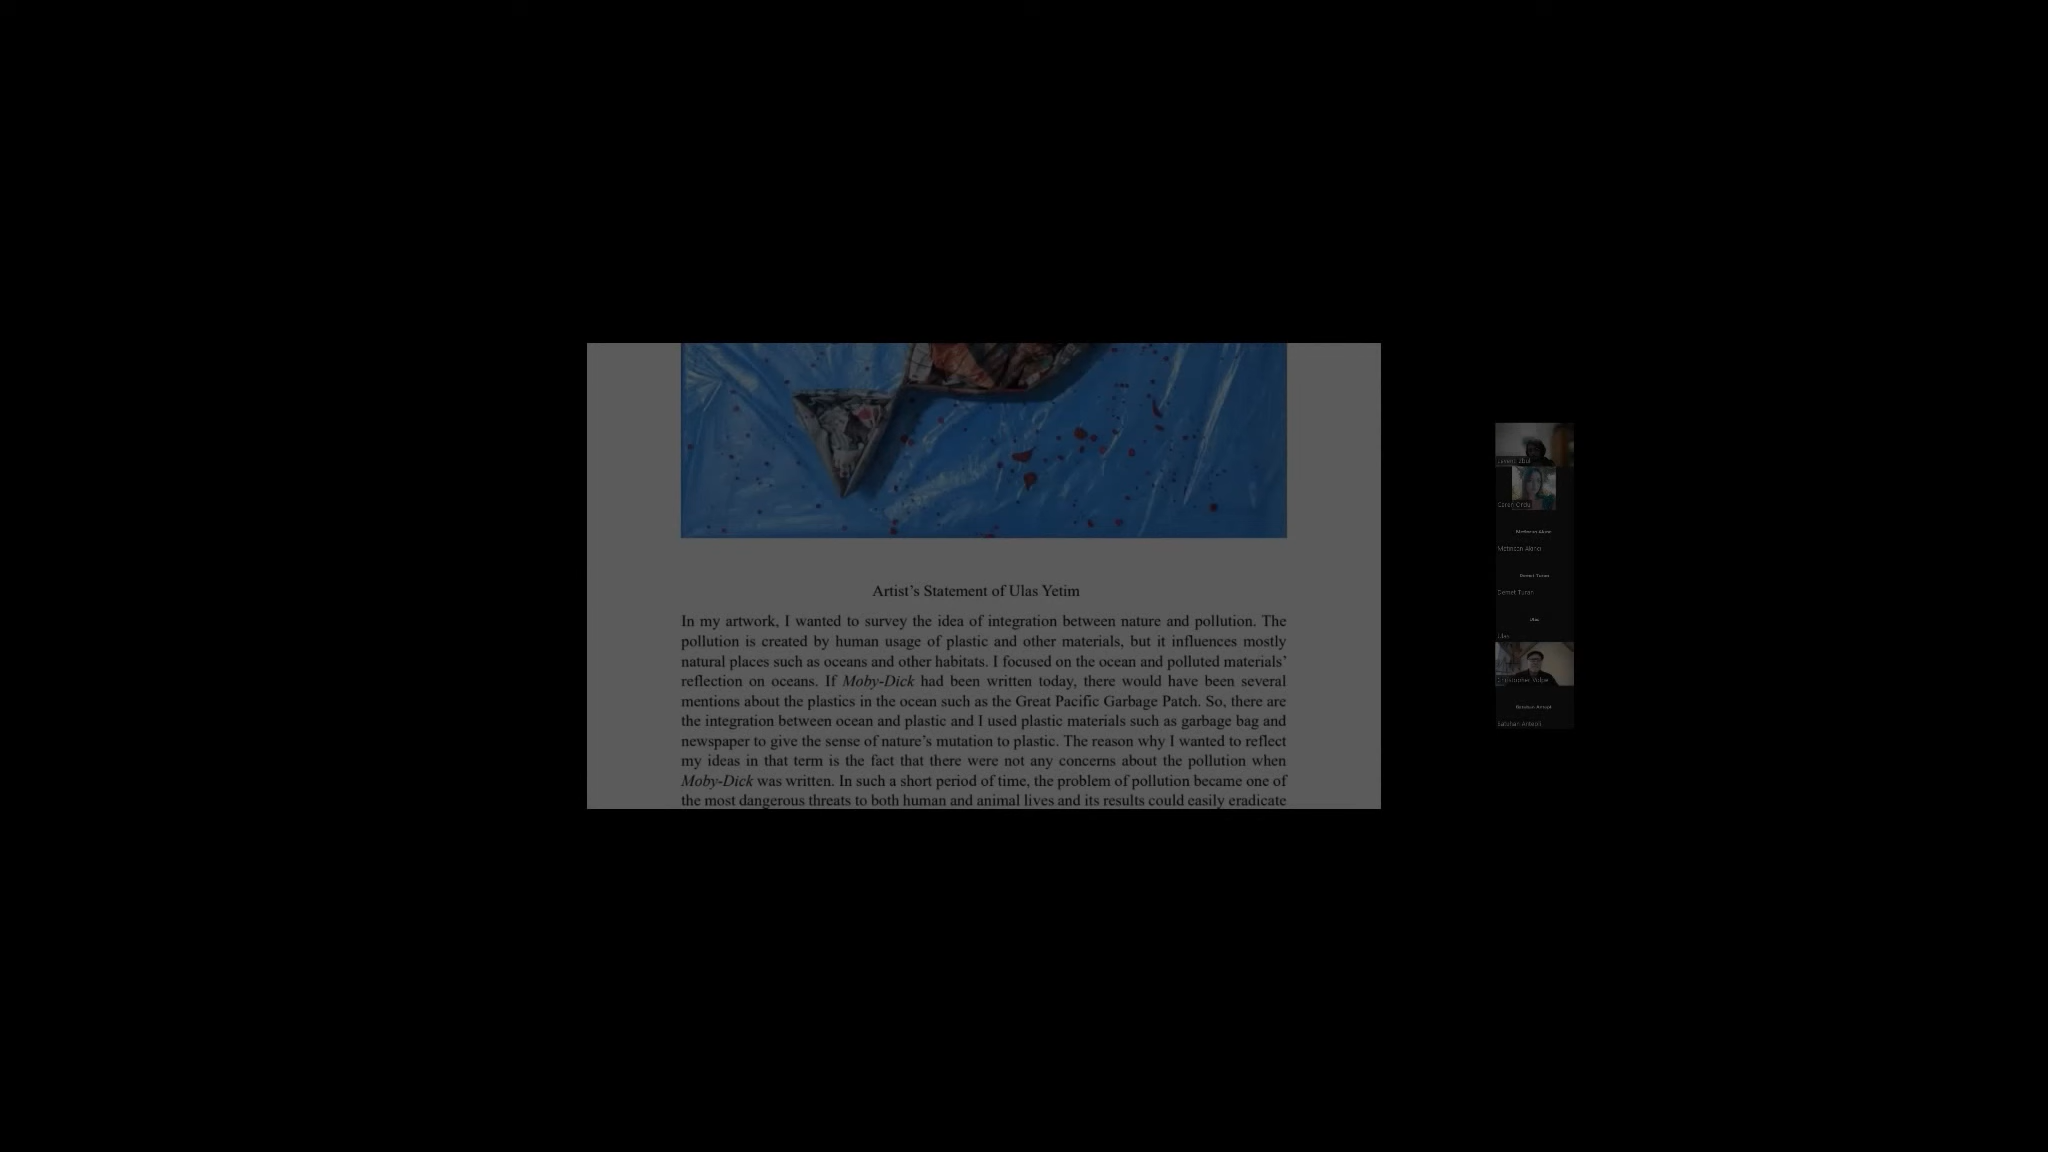 Artist's Statement of Ulas Yetim
In my artwork, I wanted to survey the idea of integration between nature and pollution. The
pollution is created by human usage of plastic and other materials, but it influences mostly
natural places such as oceans and other habitats. I focused on the ocean and polluted materials'
reflection on oceans. If Moby-Dick had been written today, there would have been several
mentions about the plastics in the ocean such as the Great Pacific Garbage Patch. So, there are
the integration between ocean and plastic and I used plastic materials such as garbage bag and
newspaper to give the sense of nature's mutation to plastic. The reason why I wanted to reflect
my ideas in that term is the fact that there were not any concerns about the pollution when
Moby-Dick was written. In such a short period of time, the problem of pollution became one of
the most dangerous threats to both human and animal lives and its results could easily eradicate
Demet Turan
Demet Turan
Ulas
Ulas
Christopher Volpe